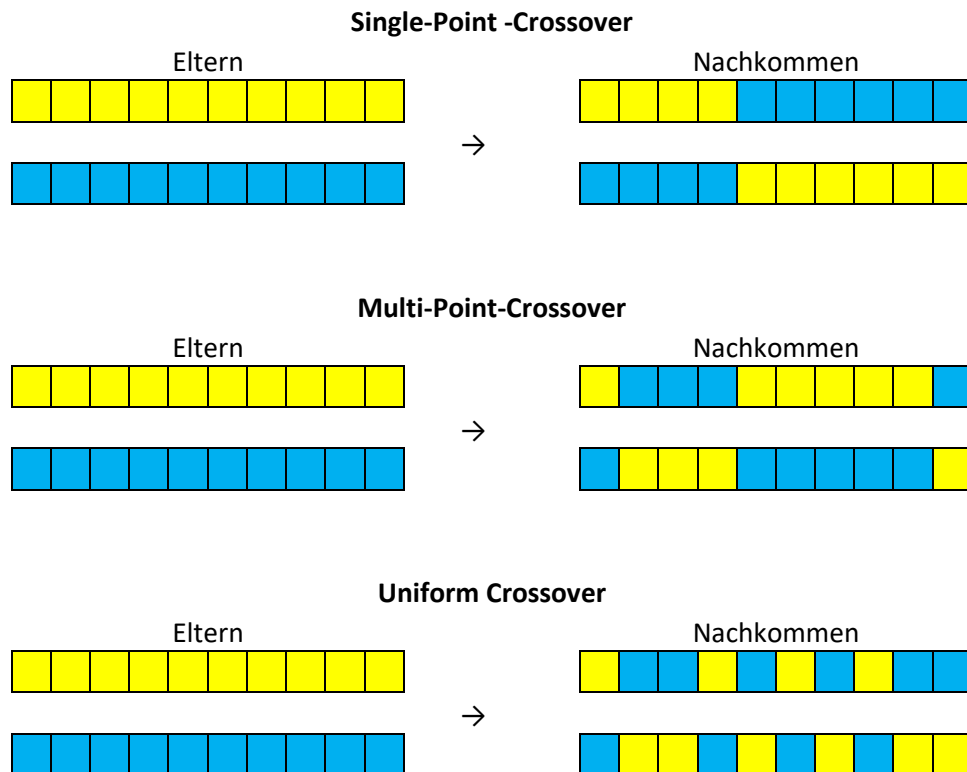 Single-Point -Crossover
Eltern Nachkommen
→
Multi-Point-Crossover
Eltern Nachkommen
→
Uniform Crossover
Eltern Nachkommen
→